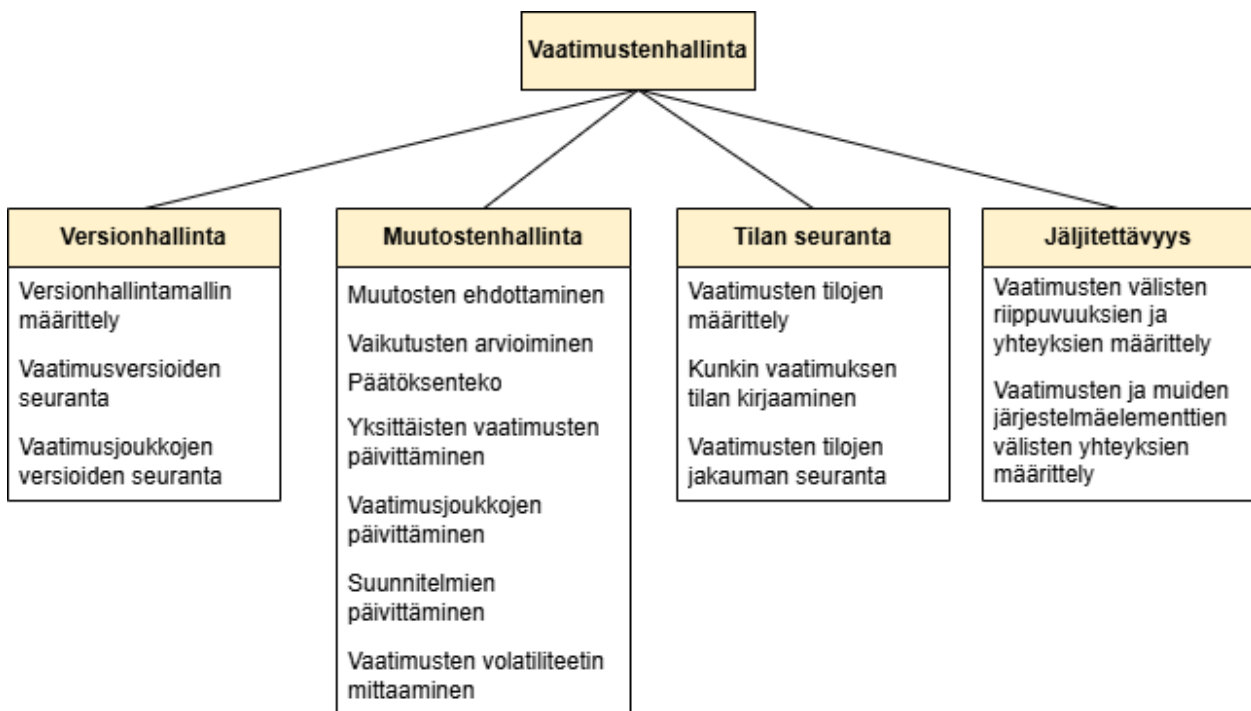 Vaatimustenhallinta
Versionhallinta
Versionhallintamallin
määrittely
Vaatimusversioiden
seuranta
Vaatimusjoukkojen
versioiden seuranta
Muutostenhallinta
Muutosten ehdottaminen
Vaikutusten arvioiminen
Päätöksenteko
Yksittäisten vaatimusten
päivittäminen
Vaatimusjoukkojen
päivittäminen
Suunnitelmien
päivittäminen
Vaatimusten volatiliteetin
mittaaminen
Tilan seuranta
Vaatimusten tilojen
määrittely
Kunkin vaatimuksen
tilan kirjaaminen
Vaatimusten tilojen
jakauman seuranta
Jäljitettävyys
Vaatimusten välisten
riippuvuuksien ja
yhteyksien määrittely
Vaatimusten ja muiden
järjestelmäelementtien
välisten yhteyksien
määrittely